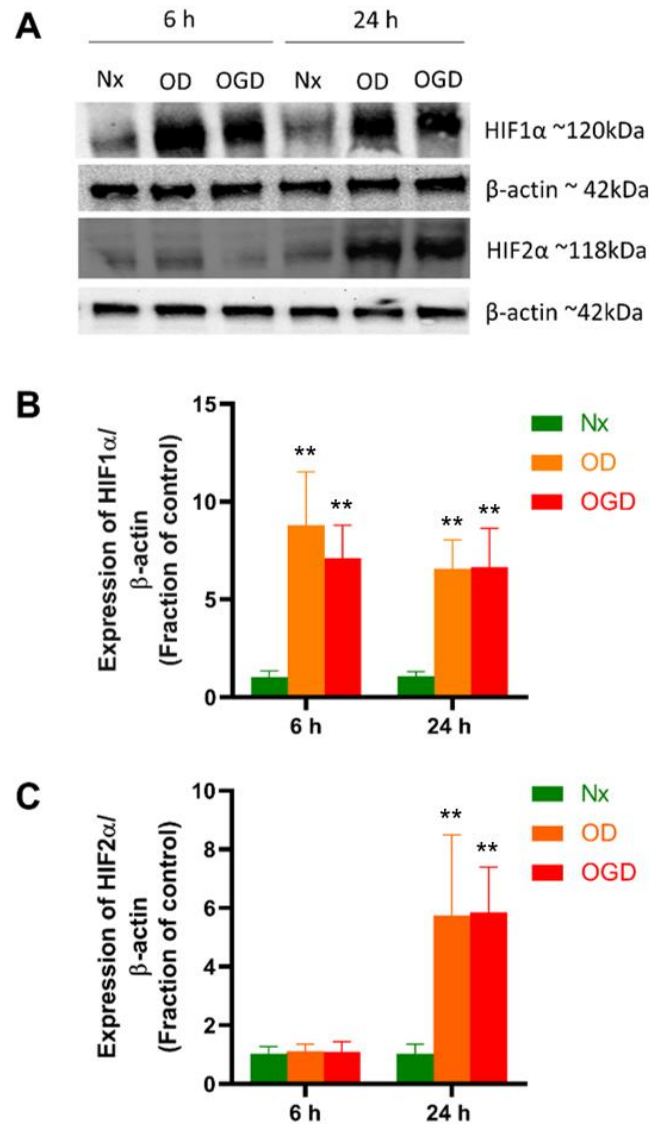 A
6 h 24 h
Nx OD OGD Nx OD OGD
HIF1α ~120kDa
β-actin ~ 42kDa
HIF2α ~118kDa
β-actin ~42kDa
B
Expression of HIF1α/
β-actin
(Fraction of control)
15
10
5
0
** ** ** **
6 h 24 h
Nx
OD
OGD
C
Expression of HIF2α/
β-actin
(Fraction of control)
10
8
6
4
2
0
** **
6 h 24 h
Nx
OD
OGD